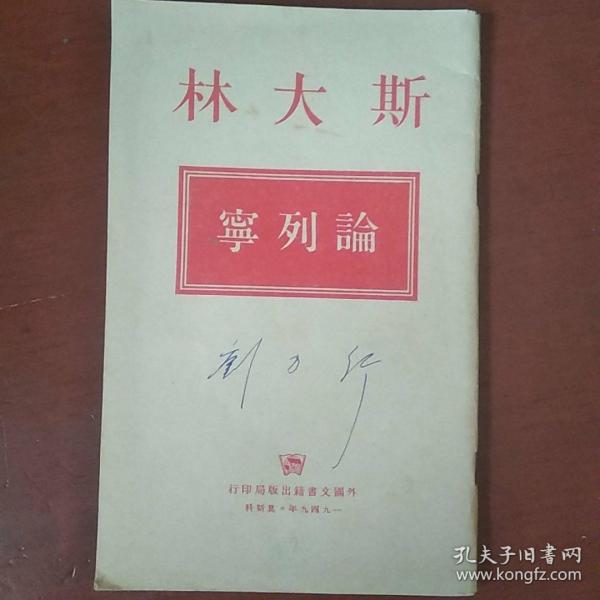 斯大林
論列寧
外國文書籍出版局印行
一九四九年・莫斯科
孔夫子旧書网
www.kongfz.com